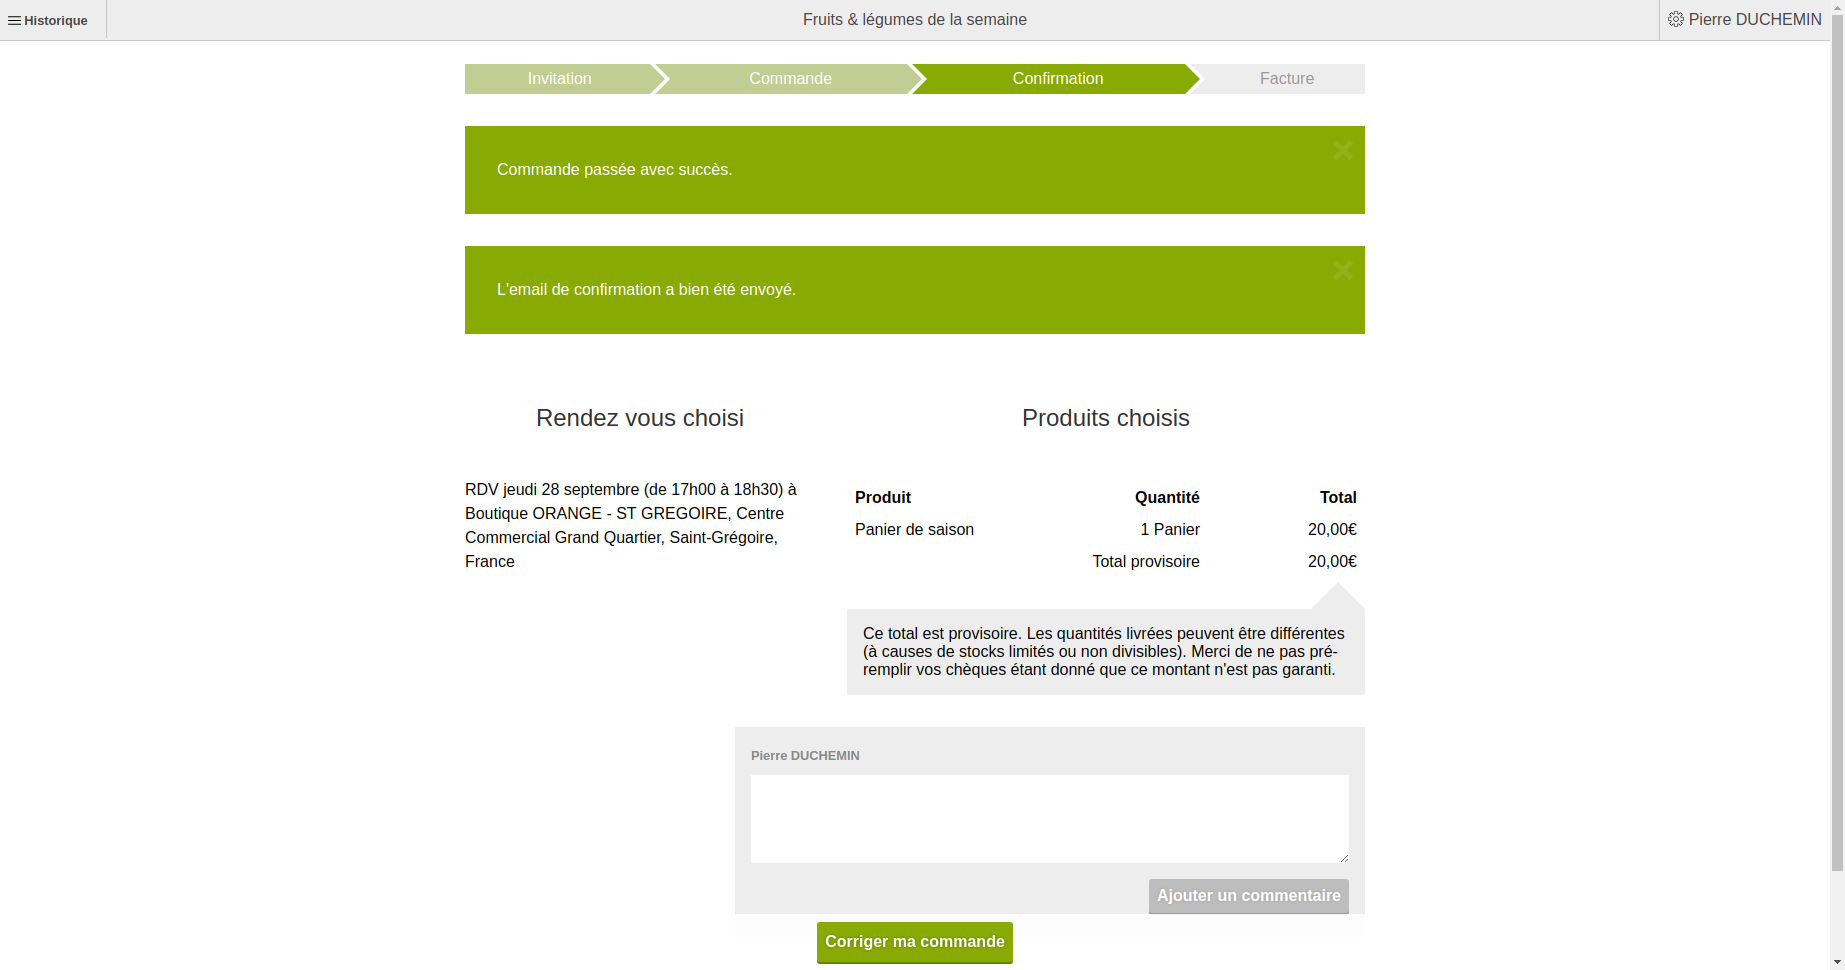 Historique
Fruits & légumes de la semaine
Pierre DUCHEMIN
Invitation
Commande
Confirmation
Facture
Commande passée avec succès.
L'email de confirmation a bien été envoyé.
Rendez vous choisi
RDV jeudi 28 septembre (de 17h00 à 18h30) à
Boutique ORANGE - ST GREGOIRE, Centre
Commercial Grand Quartier, Saint-Grégoire,
France
Produits choisis
Produit Quantité Total
Panier de saison 1 Panier 20,00€
Total provisoire 20,00€
Ce total est provisoire. Les quantités livrées peuvent être différentes
(à causes de stocks limités ou non divisibles). Merci de ne pas pré-
remplir vos chèques étant donné que ce montant n'est pas garanti.
Pierre DUCHEMIN
Ajouter un commentaire
Corriger ma commande